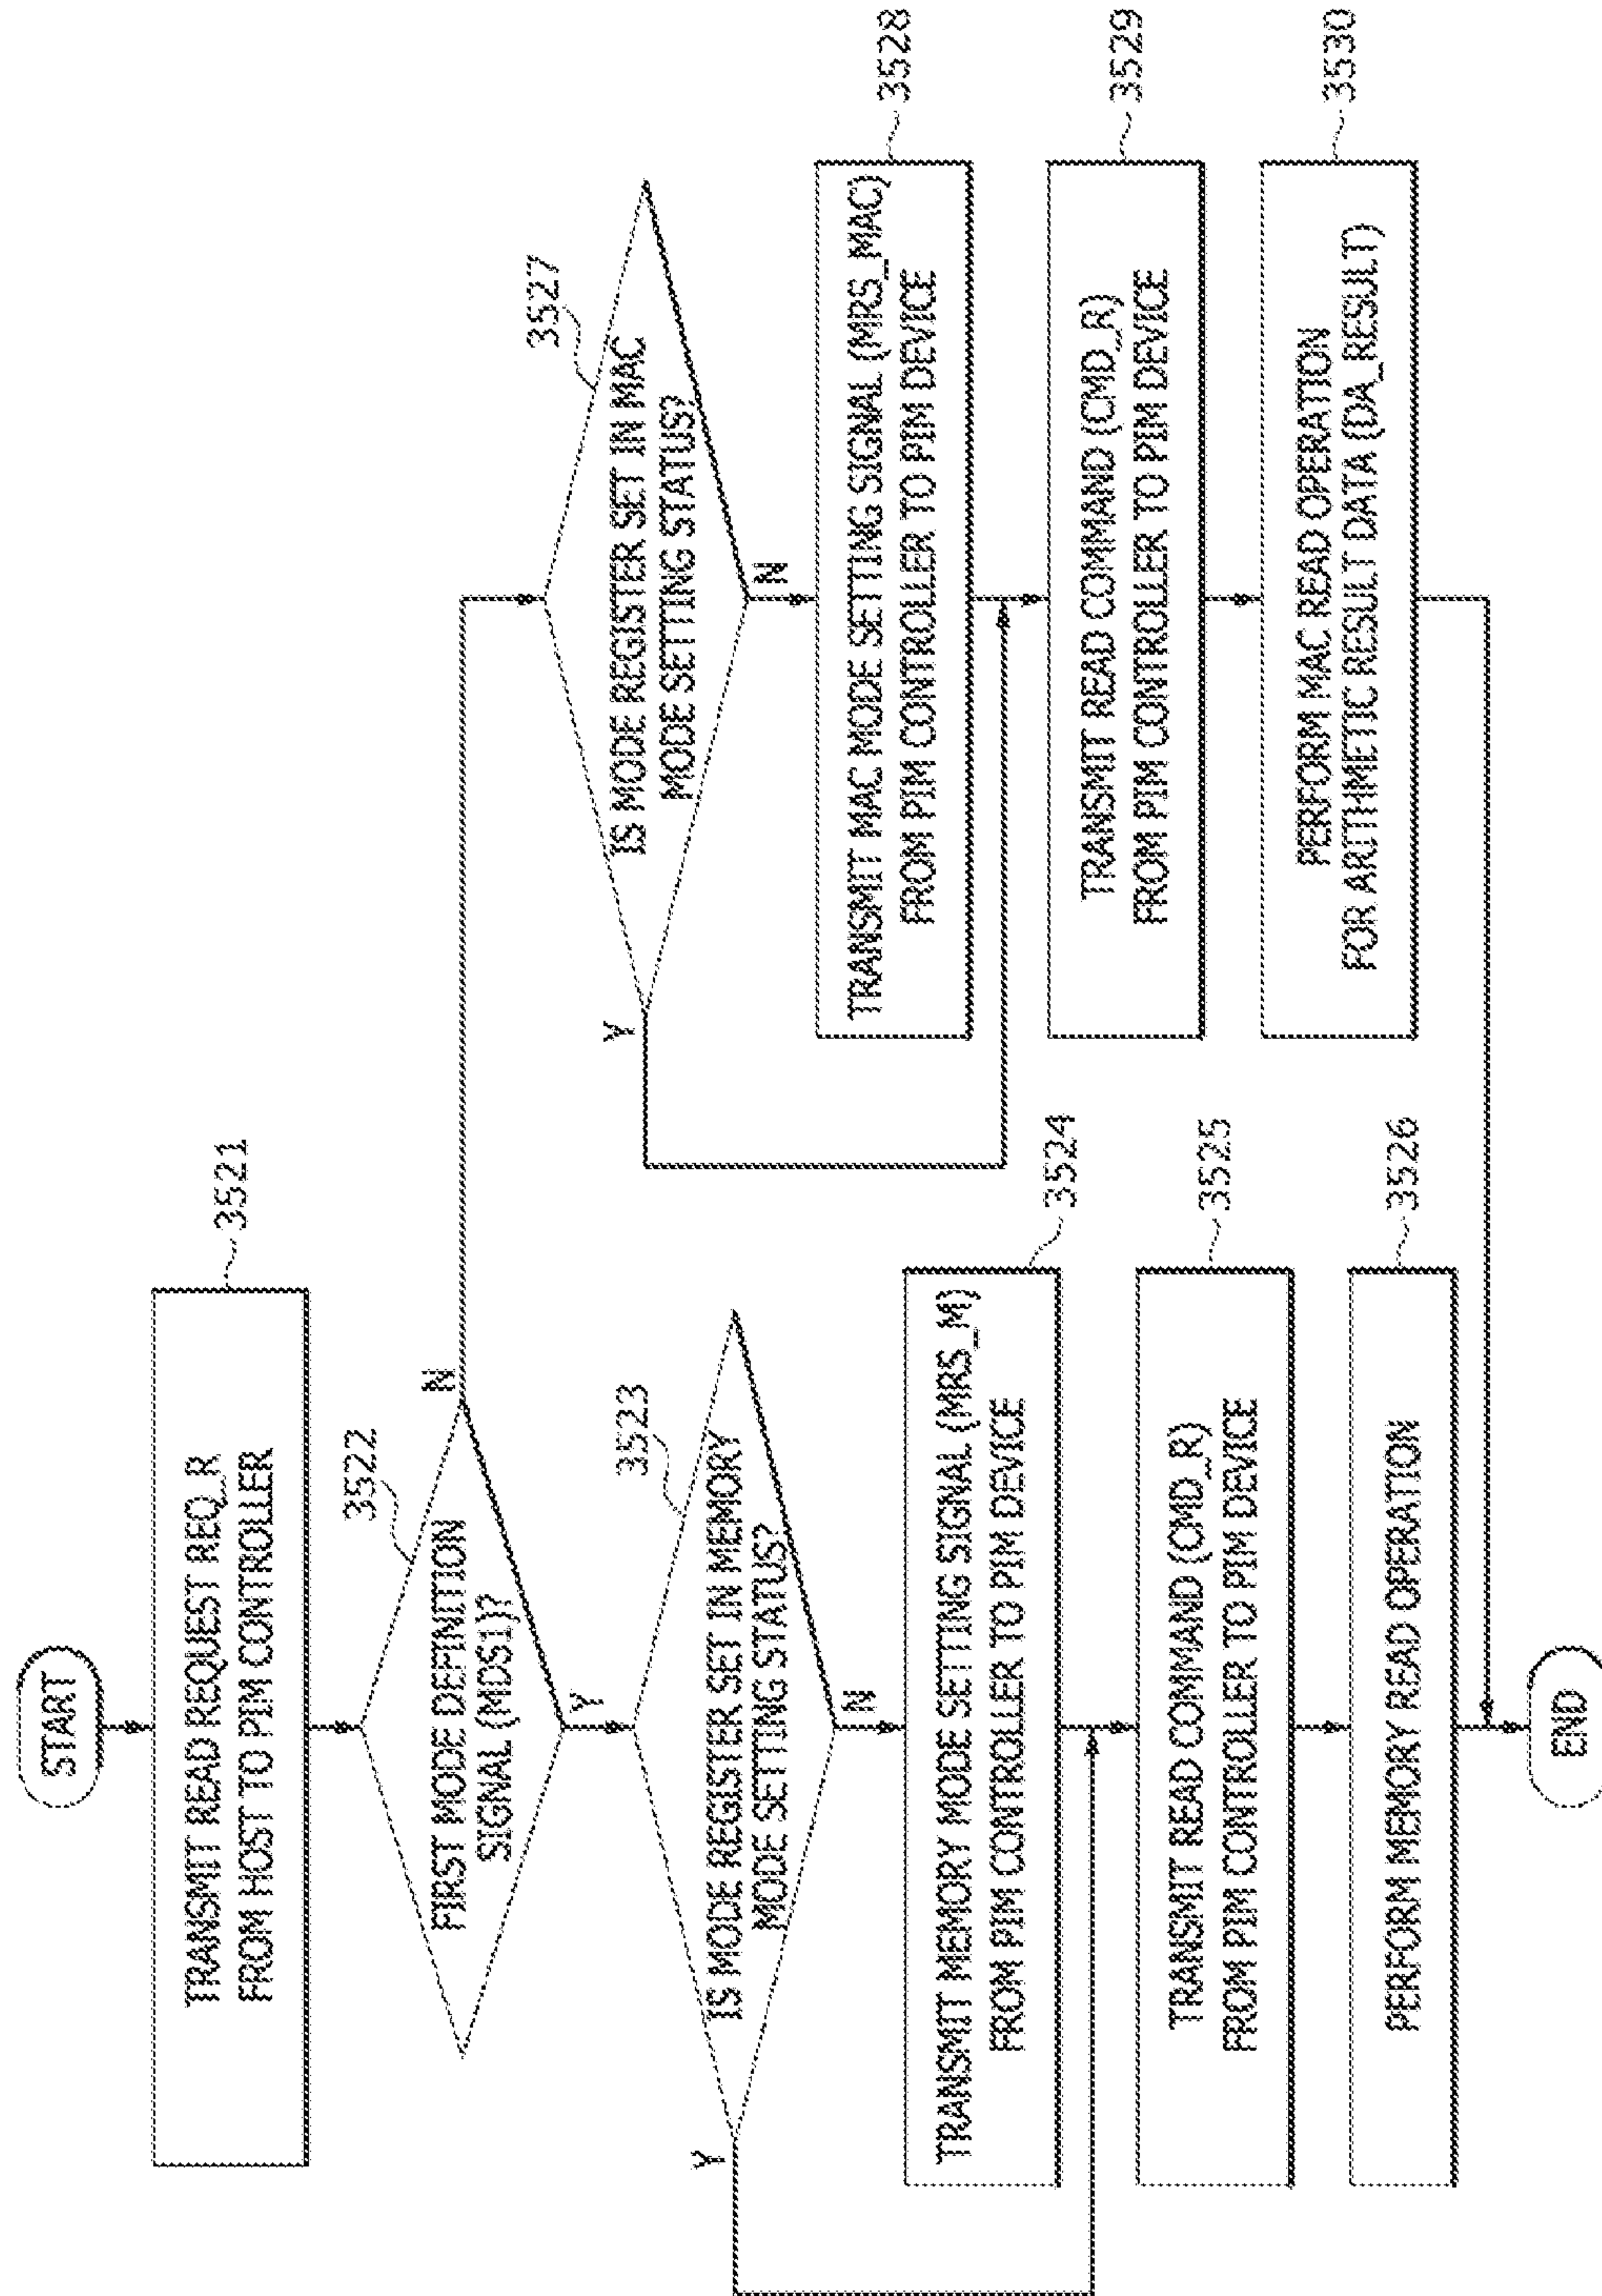 START
TRANSMIT READ REQUEST REQ_R
FROM HOST TO PIM CONTROLLER
3521
FIRST MODE DEFINITION
SIGNAL (MDS1)?
3522
N
Y
IS MODE REGISTER SET IN MEMORY
MODE SETTING STATUS?
3523
Y
N
TRANSMIT MEMORY MODE SETTING SIGNAL (MRS_M)
FROM PIM CONTROLLER TO PIM DEVICE
3524
TRANSMIT READ COMMAND (CMD_R)
FROM PIM CONTROLLER TO PIM DEVICE
3525
PERFORM MEMORY READ OPERATION
3526
IS MODE REGISTER SET IN MAC
MODE SETTING STATUS?
3527
Y
N
TRANSMIT MAC MODE SETTING SIGNAL (MRS_MAC)
FROM PIM CONTROLLER TO PIM DEVICE
3528
TRANSMIT READ COMMAND (CMD_R)
FROM PIM CONTROLLER TO PIM DEVICE
3529
PERFORM MAC READ OPERATION
FOR ARITHMETIC RESULT DATA (DA_RESULT)
3530
END